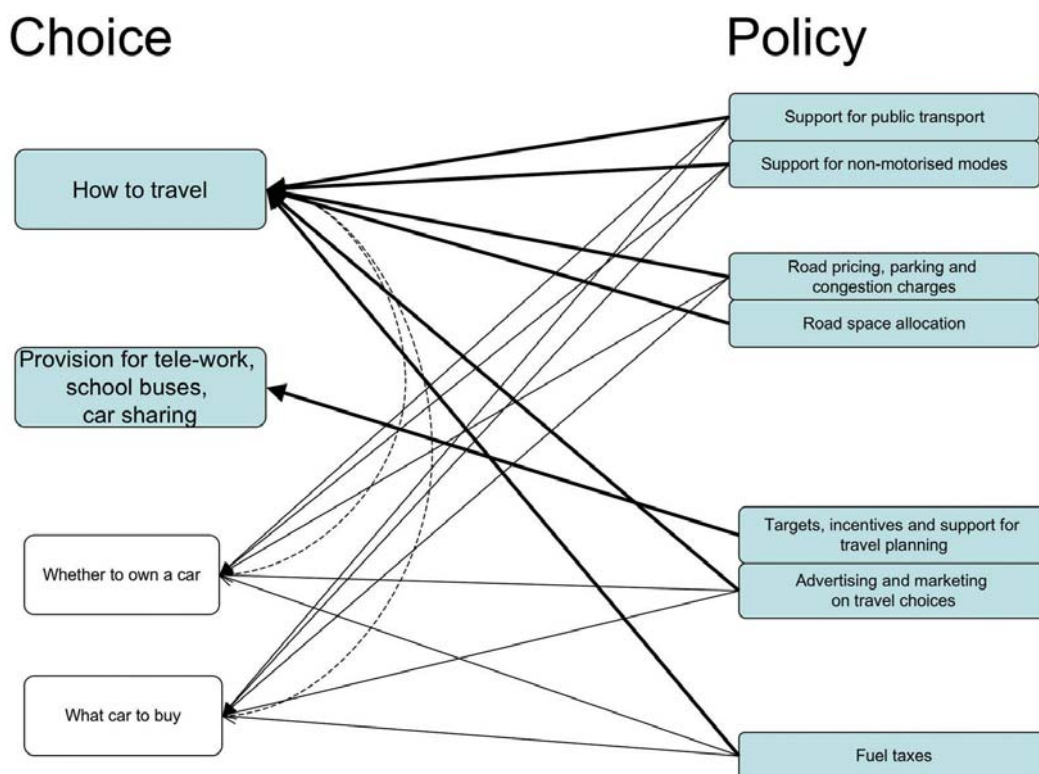 Choice
Policy
Support for public transport
Support for non-motorised modes
How to travel
Road pricing, parking and
congestion charges
Road space allocation
Provision for tele-work,
school buses,
car sharing
Targets, incentives and support for
travel planning
Whether to own a car
Advertising and marketing
on travel choices
What car to buy
Fuel taxes